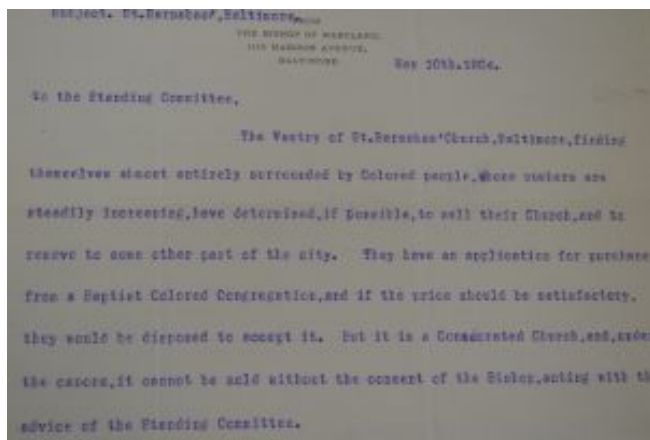 Subject. St.Barnabas',Baltimore.
FROM
THE BISHOP OF MARYLAND,
1110 MADISON AVENUE,
BALTIMORE
May 10th.1904.
To the Standing Committee,
The Vestry of St.Barnabas'Church,Baltimore,finding
themselves almost entirely surrounded by Colored people,whose numbers are
steadily increasing,have determined,if possible,to sell their Church,and to
remove to some other part of the city. They have an application for purchase
from a Baptist Colored Congregation,and if the price should be satisfactory,
they would be disposed to accept it. But it is a Consecrated Church,and,under
the canons,it cannot be sold without the consent of the Bishop,acting with the
advice of the Standing Committee.